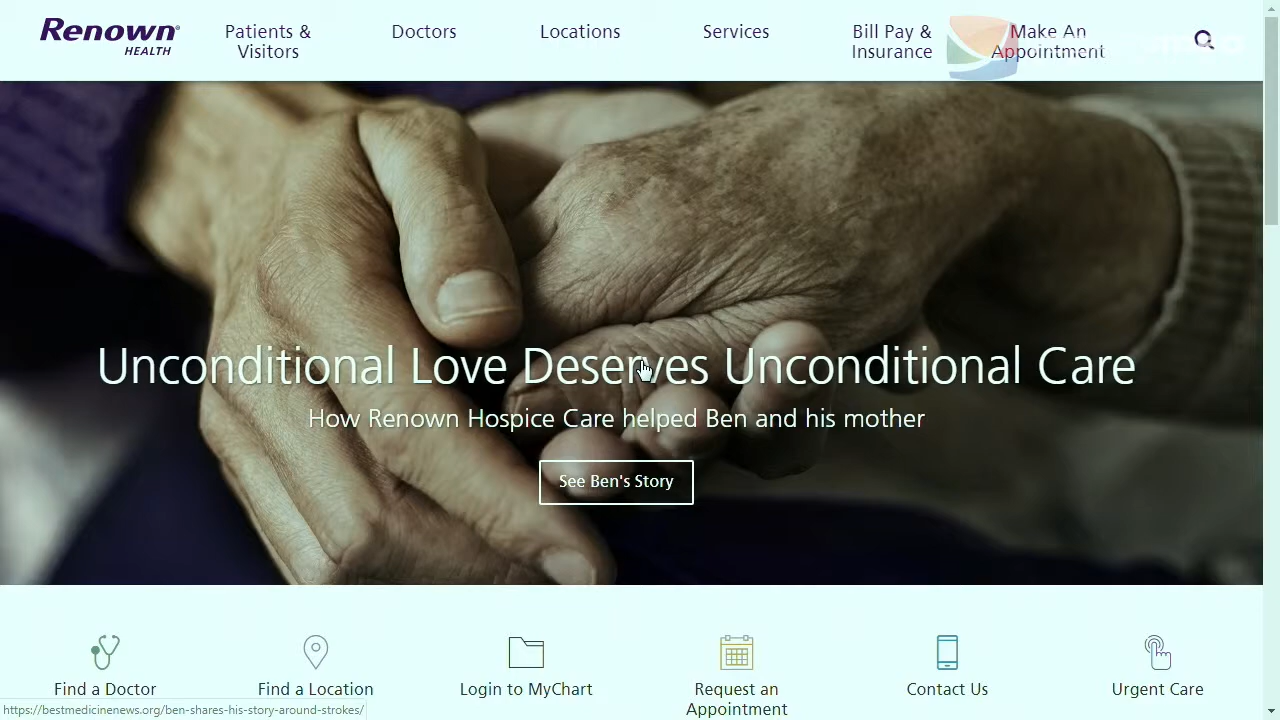 Renown®
HEALTH
Patients &
Visitors
Doctors
Locations
Services
Bill Pay &
Insurance
Make An
Appointment
Unconditional Love Deserves Unconditional Care
How Renown Hospice Care helped Ben and his mother
See Ben's Story
Find a Doctor
Find a Location
Login to MyChart
Request an
Appointment
Contact Us
Urgent Care
https://bestmedicinenews.org/ben-shares-his-story-around-strokes/